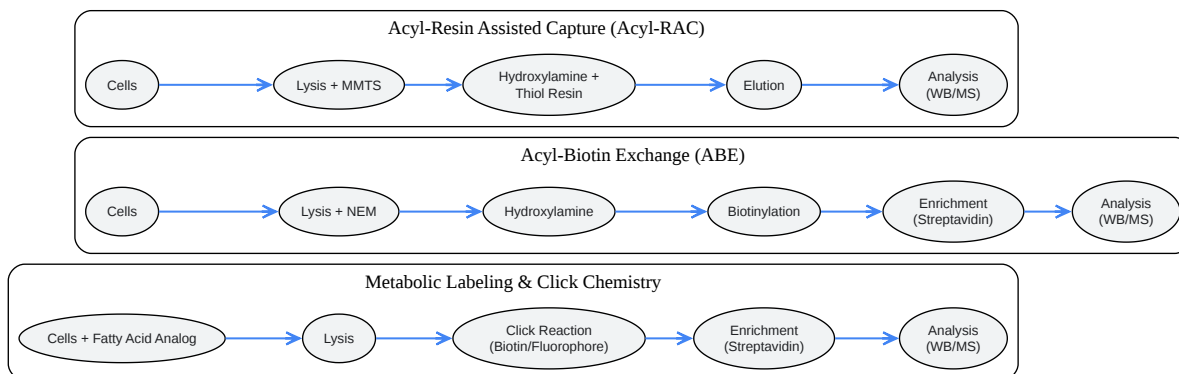 Acyl-Resin Assisted Capture (Acyl-RAC)
Cells
Lysis + MMTS
Hydroxylamine +
Thiol Resin
Elution
Analysis
(WB/MS)
Acyl-Biotin Exchange (ABE)
Cells
Lysis + NEM
Hydroxylamine
Biotinylation
Enrichment
(Streptavidin)
Analysis
(WB/MS)
Metabolic Labeling & Click Chemistry
Cells + Fatty Acid Analog
Lysis
Click Reaction
(Biotin/Fluorophore)
Enrichment
(Streptavidin)
Analysis
(WB/MS)